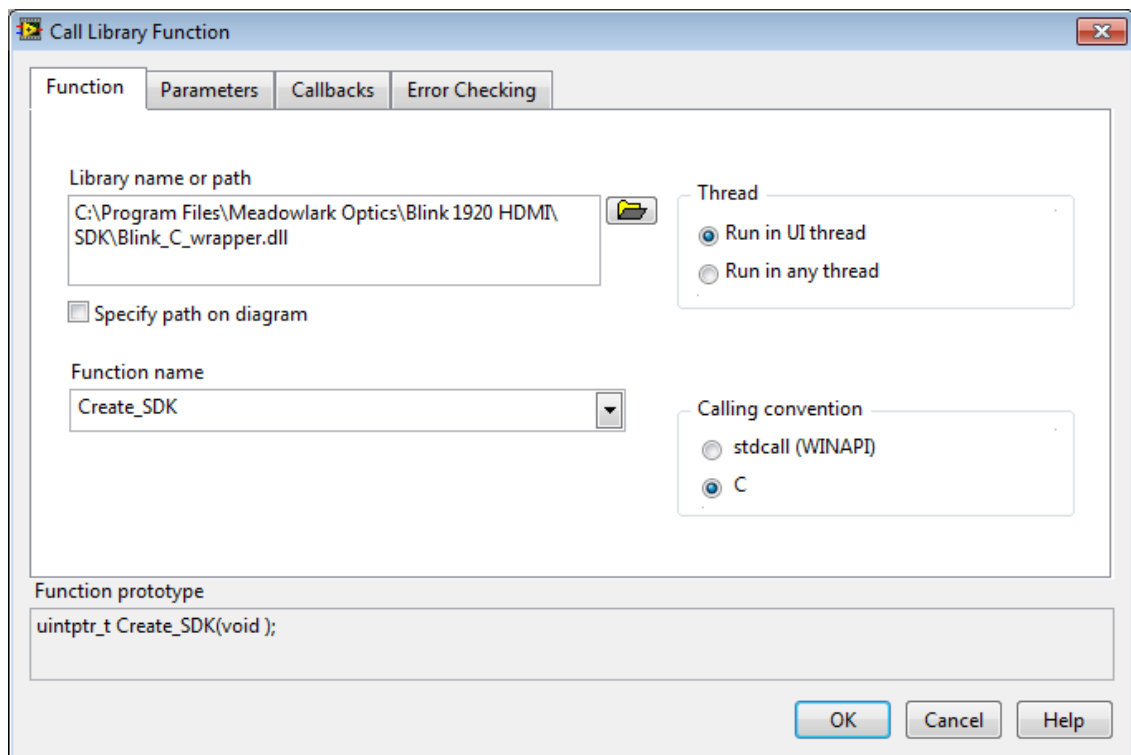 Call Library Function
Function Parameters Callbacks Error Checking
Library name or path
C:\Program Files\Meadowlark Optics\Blink 1920 HDMI\
SDK\Blink_C_wrapper.dll
Thread
Run in UI thread
Run in any thread
Specify path on diagram
Function name
Create_SDK
Calling convention
stdcall (WINAPI)
C
Function prototype
uintptr_t Create_SDK(void );
OK Cancel Help